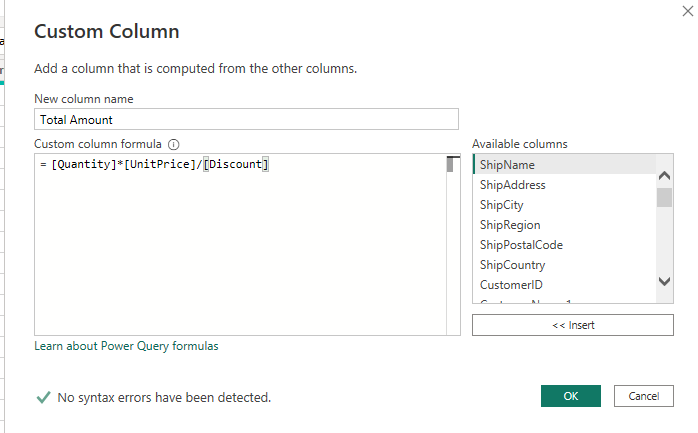 Custom Column
Add a column that is computed from the other columns.
New column name
Total Amount
Custom column formula
Available columns
= [Quantity]*[UnitPrice]/[Discount]
ShipName
ShipAddress
ShipCity
ShipRegion
ShipPostalCode
ShipCountry
CustomerID
<< Insert
Learn about Power Query formulas
No syntax errors have been detected.
OK
Cancel